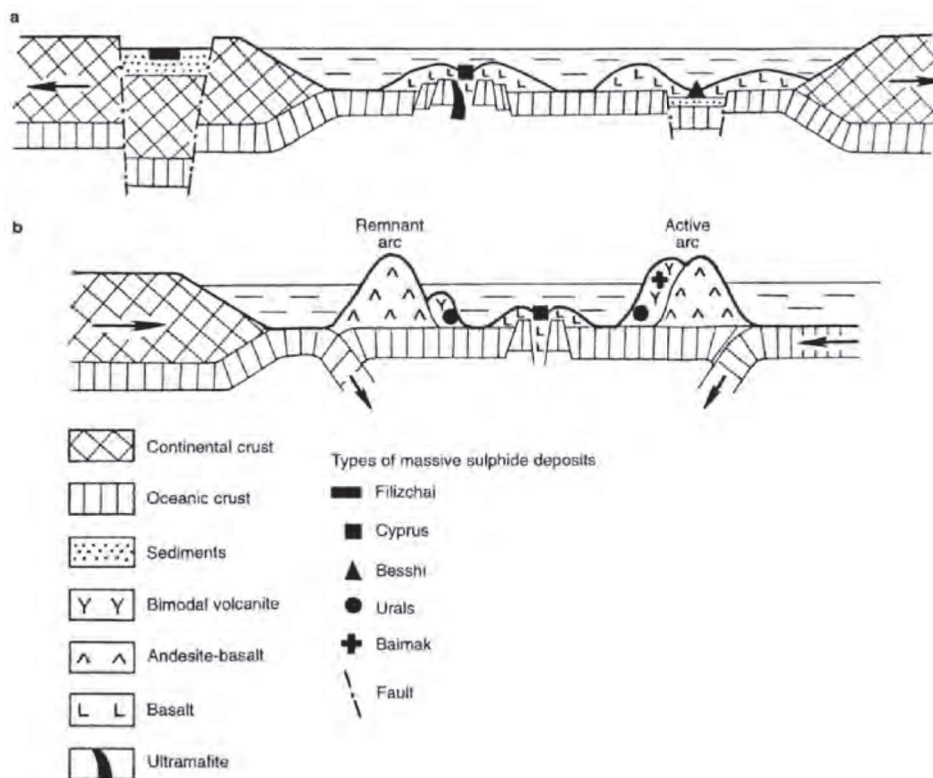 a
b
Remnant
arc
Active
arc
Continental crust
Oceanic crust
Sediments
Bimodal volcanite
Andesite-basalt
Basalt
Ultramafite
Types of massive sulphide deposits
Filizchai
Cyprus
Besshi
Urals
Baimak
Fault